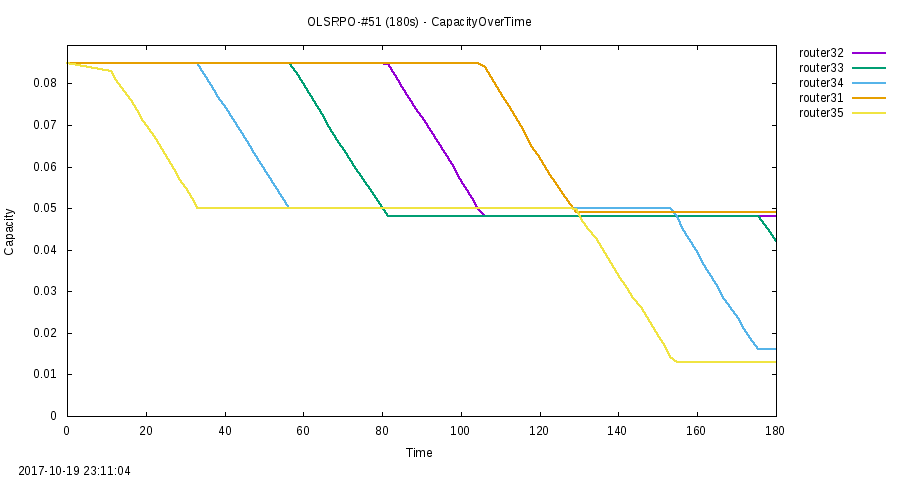 OLSRPO-#51 (180s) - CapacityOverTime
router32
router33
router34
router31
router35
0.08
0.07
0.06
0.05
0.04
0.03
0.02
0.01
0
Capacity
0 20 40 60 80 100 120 140 160 180
Time
2017-10-19 23:11:04